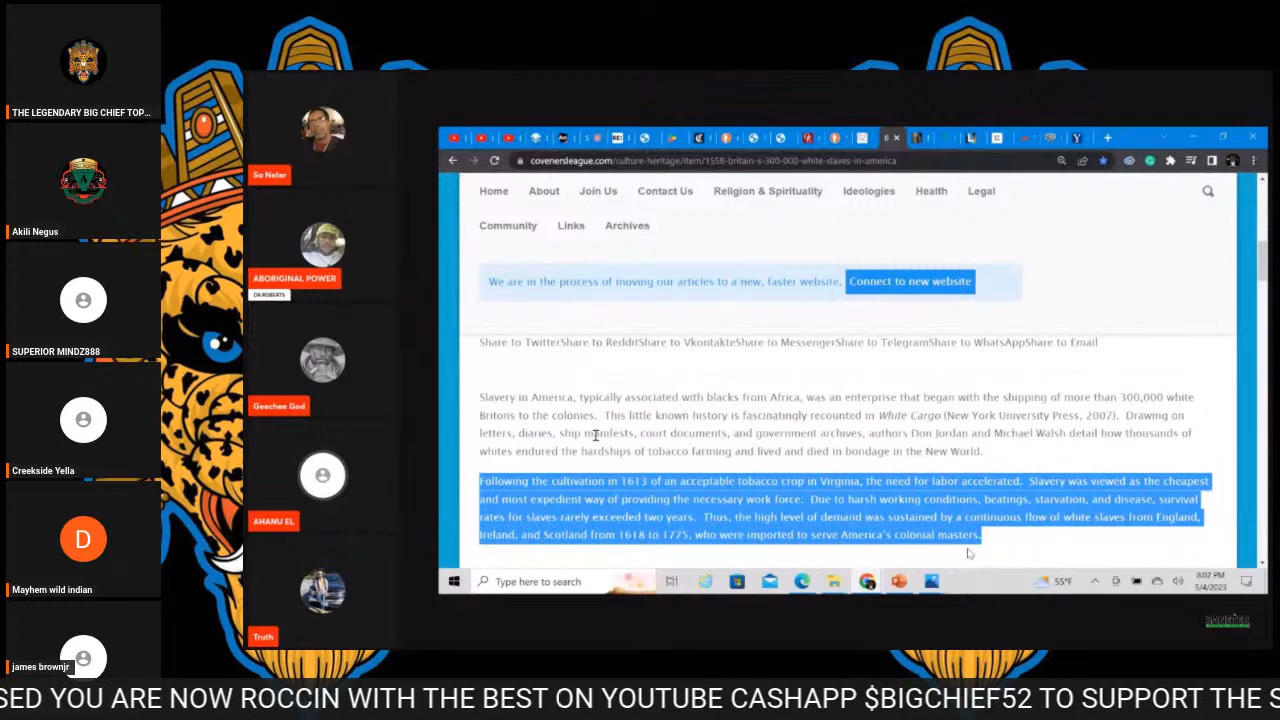 THE LEGENDARY BIG CHIEF TOP...
Akili Negus
SUPERIOR MINDZ888
Creekside Yella
D
Mayhem wild indian
james brownjr
Sa Neter
ABORIGINAL POWER
DR ROBERTS
Geechee God
AHANU EL
Truth
covenersleague.com/culture-heritage/item/1558-britain-s-300-000-white-slaves-in-america
Home About Join Us Contact Us Religion & Spirituality Ideologies Health Legal
Community Links Archives
We are in the process of moving our articles to a new, faster website. Connect to new website
Share to TwitterShare to RedditShare to VkontakteShare to MessengerShare to TelegramShare to WhatsAppShare to Email
Slavery in America, typically associated with blacks from Africa, was an enterprise that began with the shipping of more than 300,000 white
Britons to the colonies. This little known history is fascinatingly recounted in White Cargo (New York University Press, 2007). Drawing on
letters, diaries, ship manifests, court documents, and government archives, authors Don Jordan and Michael Walsh detail how thousands of
whites endured the hardships of tobacco farming and lived and died in bondage in the New World.
Following the cultivation in 1613 of an acceptable tobacco crop in Virginia, the need for labor accelerated. Slavery was viewed as the cheapest
and most expedient way of providing the necessary work force. Due to harsh working conditions, beatings, starvation, and disease, survival
rates for slaves rarely exceeded two years. Thus, the high level of demand was sustained by a continuous flow of white slaves from England,
Ireland, and Scotland from 1618 to 1775, who were imported to serve America's colonial masters.
Type here to search
55°F
8:02 PM
5/4/2023
SANETER
SED YOU ARE NOW ROCCIN WITH THE BEST ON YOUTUBE CASHAPP $BIGCHIEF52 TO SUPPORT THE S